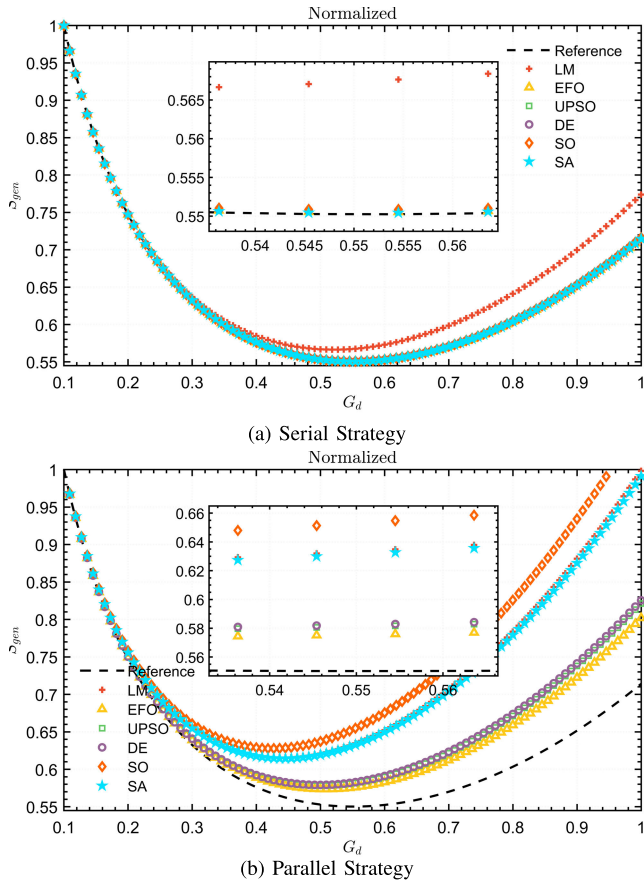 Normalized
1
0.95
0.9
0.85
0.8
0.75
0.7
0.65
0.6
0.55
gen
0.565
0.56
0.555
0.55
0.54 0.545 0.55 0.555 0.56
Reference
LM
EFO
UPSO
DE
SO
SA
0.1 0.2 0.3 0.4 0.5 0.6 0.7 0.8 0.9 1
G_d
(a) Serial Strategy
Normalized
1
0.95
0.9
0.85
0.8
0.75
0.7
0.65
0.6
0.55
gen
0.66
0.64
0.62
0.6
0.58
0.56
0.54 0.55 0.56
Reference
LM
EFO
UPSO
DE
SO
SA
0.1 0.2 0.3 0.4 0.5 0.6 0.7 0.8 0.9 1
G_d
(b) Parallel Strategy